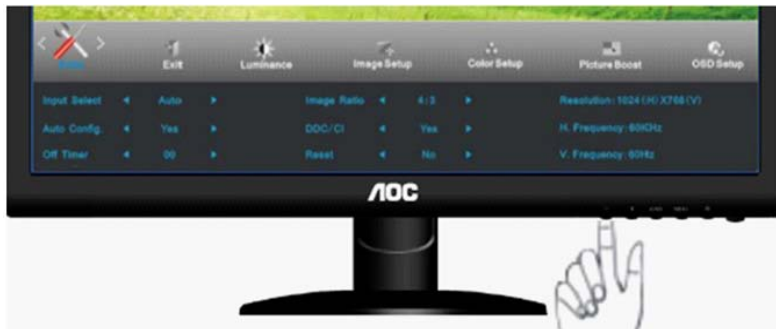 Extra Exit Luminance Image Setup Color Setup Picture Boost OSD Setup
Input Select Auto Image Ratio 4:3 Resolution:1024(H)X768(V)
Auto Config. Yes DDC/CI Yes H. Frequency:60KHz
Off Timer 00 Reset No V. Frequency:60Hz
AOC